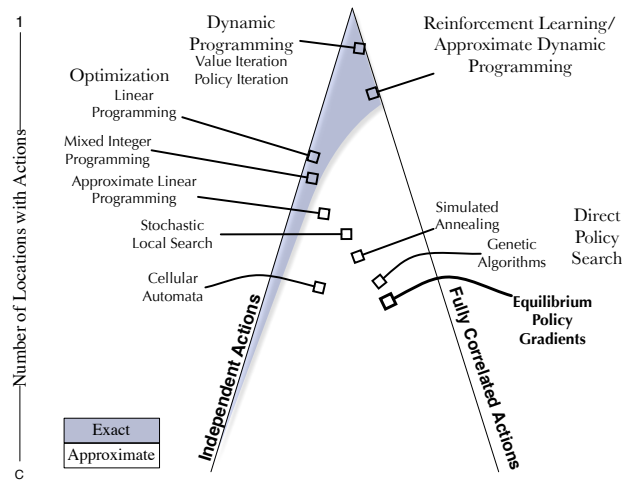 1
Number of Locations with Actions
C
Dynamic
Programming
Value Iteration
Policy Iteration
Reinforcement Learning/
Approximate Dynamic
Programming
Optimization
Linear
Programming
Mixed Integer
Programming
Approximate Linear
Programming
Stochastic
Local Search
Cellular
Automata
Simulated
Annealing
Genetic
Algorithms
Direct
Policy
Search
Equilibrium
Policy
Gradients
Independent Actions
Fully Correlated Actions
Exact
Approximate